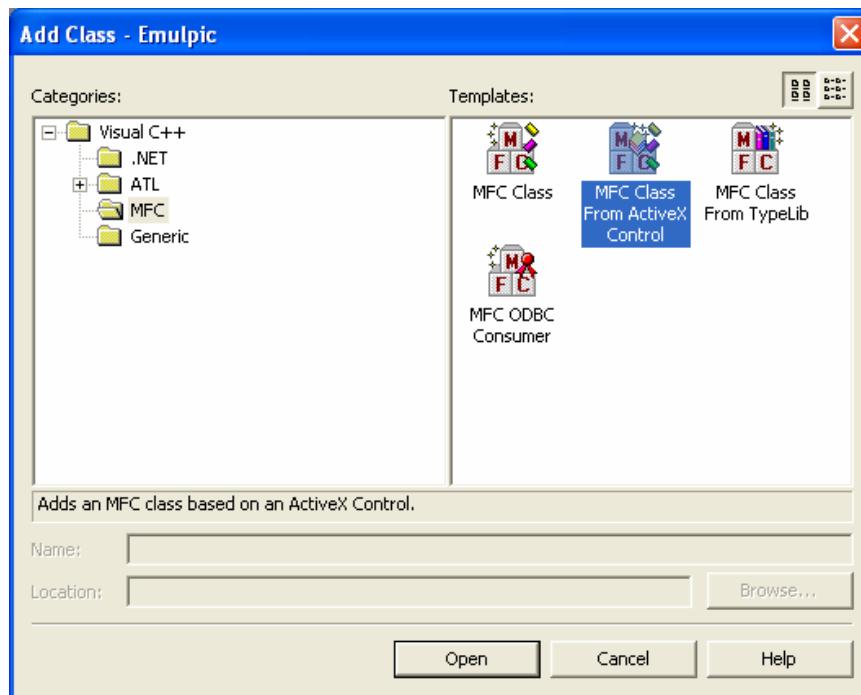 Add Class - Emulpic
Categories:
Templates:
Visual C++
.NET
ATL
MFC
Generic
MFC Class
MFC Class
From ActiveX
Control
MFC Class
From TypeLib
MFC ODBC
Consumer
Adds an MFC class based on an ActiveX Control.
Name:
Location:
Browse...
Open
Cancel
Help